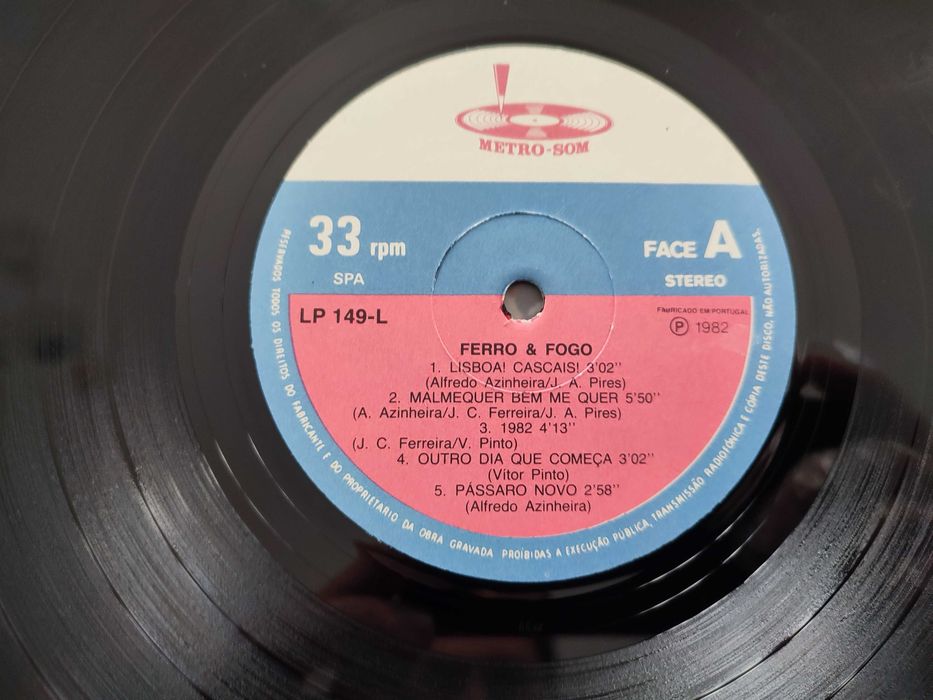 METRO-SOM
33 rpm
SPA
FACE A
STEREO
LP 149-L
FABRICADO EM PORTUGAL
Ⓟ 1982
FERRO & FOGO
1. LISBOA! CASCAIS! 3'02''
(Alfredo Azinheira/J. A. Pires)
2. MALMEQUER BEM ME QUER 5'50''
(A. Azinheira/J. C. Ferreira/J. A. Pires)
3. 1982 4'13''
(J. C. Ferreira/V. Pinto)
4. OUTRO DIA QUE COMEÇA 3'02''
(Vítor Pinto)
5. PÁSSARO NOVO 2'58''
(Alfredo Azinheira)
RESERVADOS TODOS OS DIREITOS DO FABRICANTE E DO PROPRIETARIO DA OBRA GRAVADA PROÍBIDAS A EXECUÇÃO PÚBLICA, TRANSMISSÃO RADIOFÓNICA E CÓPIA DESTE DISCO, NÃO AUTORIZADAS.